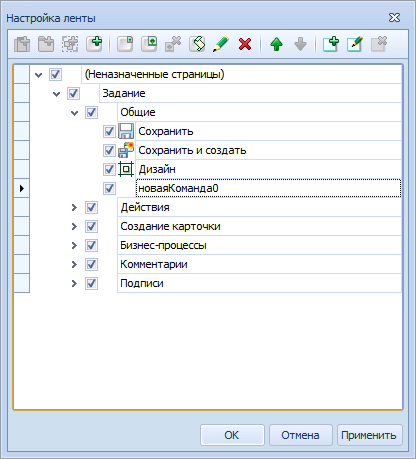 Настройка ленты
(Неназначенные страницы)
Задание
Общие
Сохранить
Сохранить и создать
Дизайн
новаяКоманда0
Действия
Создание карточки
Бизнес-процессы
Комментарии
Подписи
OK
Отмена
Применить